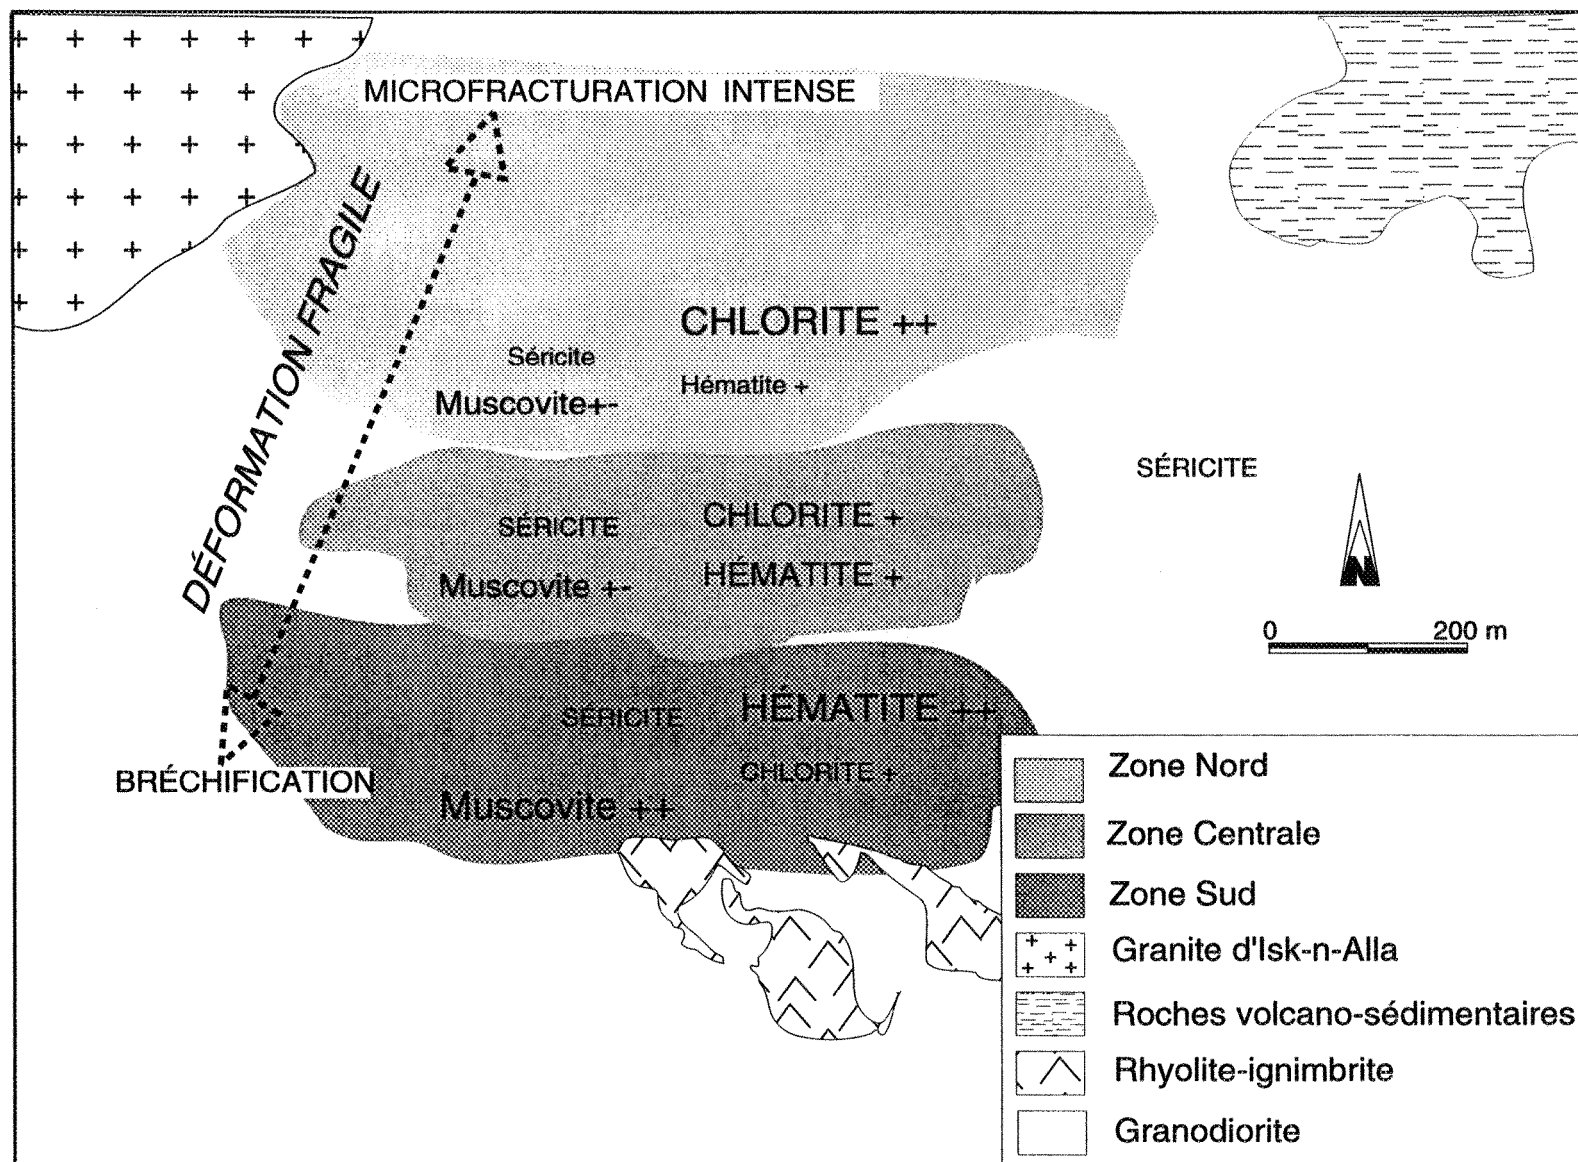 MICROFRACTURATION INTENSE
DÉFORMATION FRAGILE
CHLORITE ++
Séricite
Hématite +
Muscovite+-
SÉRICITE
SÉRICITE
CHLORITE +
Muscovite +-
HÉMATITE +
N
0 200 m
SÉRICITE
HÉMATITE ++
BRÉCHIFICATION
CHLORITE +
Muscovite ++
Zone Nord
Zone Centrale
Zone Sud
Granite d'Isk-n-Alla
Roches volcano-sédimentaires
Rhyolite-ignimbrite
Granodiorite